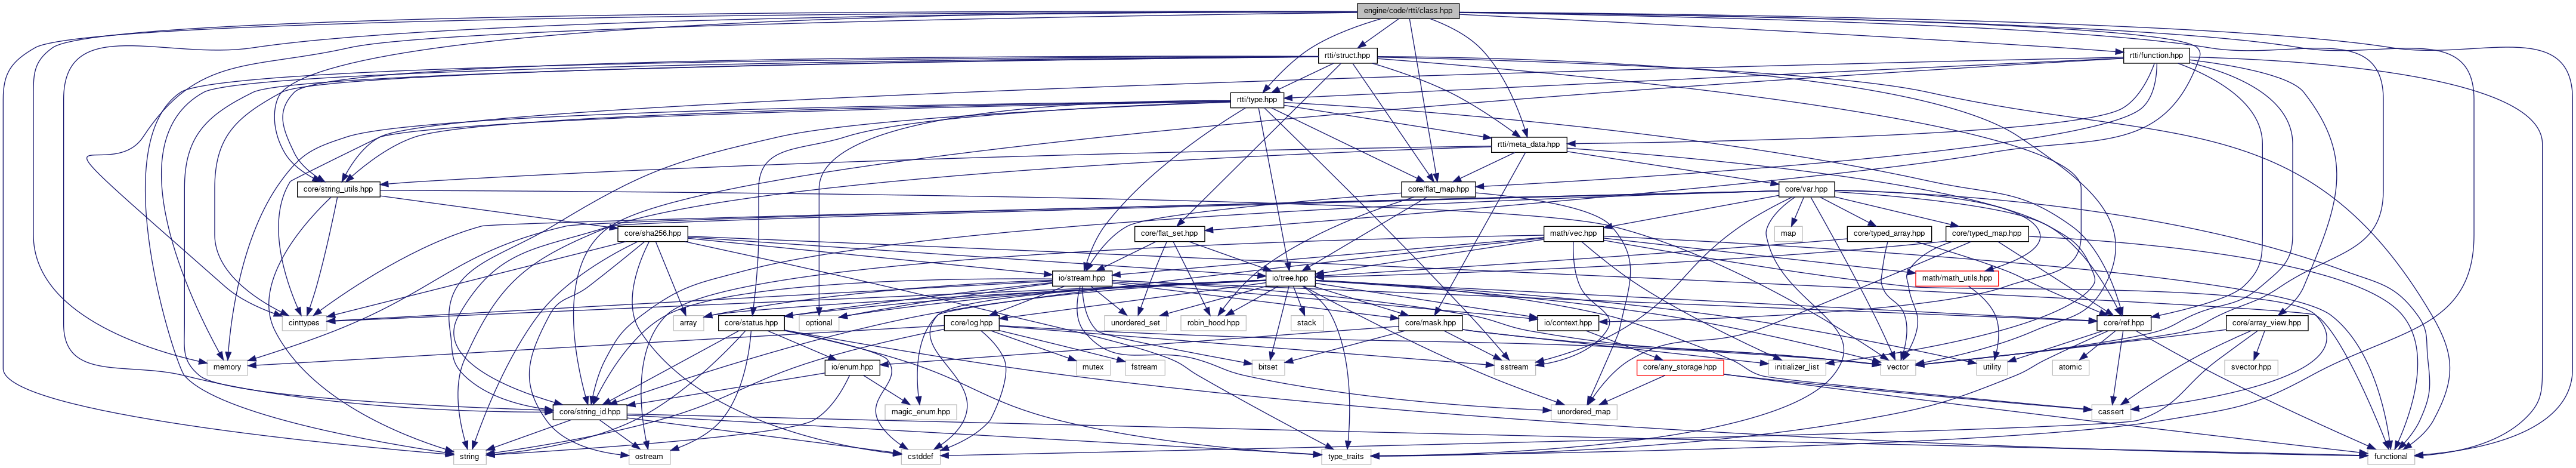 engine/code/rtti/class.hpp
rtti/struct.hpp
rtti/function.hpp
rtti/type.hpp
rtti/meta_data.hpp
core/string_utils.hpp
core/flat_map.hpp
core/var.hpp
core/sha256.hpp
core/flat_set.hpp
math/vec.hpp
map
core/typed_array.hpp
core/typed_map.hpp
io/stream.hpp
io/tree.hpp
math/math_utils.hpp
cinttypes
array
core/status.hpp
optional
core/log.hpp
unordered_set
robin_hood.hpp
stack
core/mask.hpp
io/context.hpp
core/ref.hpp
core/array_view.hpp
memory
io/enum.hpp
mutex
fstream
bitset
sstream
core/any_storage.hpp
initializer_list
vector
utility
atomic
svector.hpp
core/string_id.hpp
magic_enum.hpp
unordered_map
cassert
string
ostream
cstddef
type_traits
functional